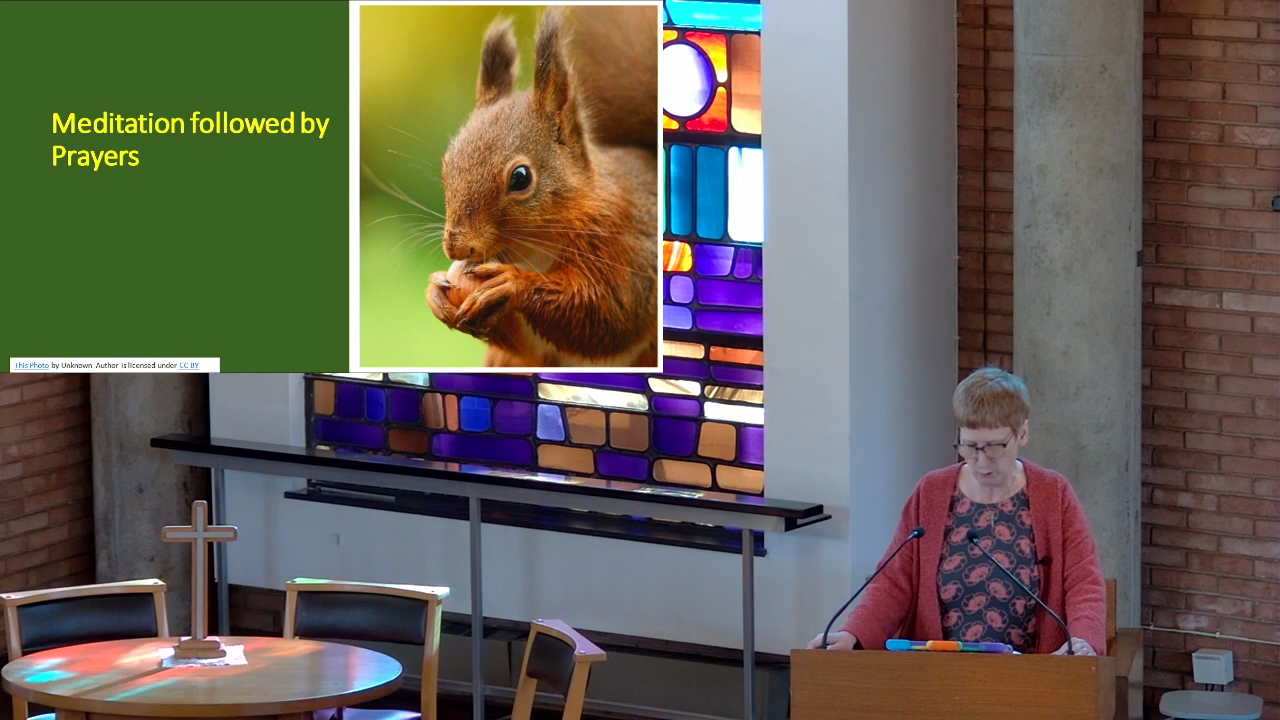 Meditation followed by
Prayers
This Photo by Unknown Author is licensed under CC BY